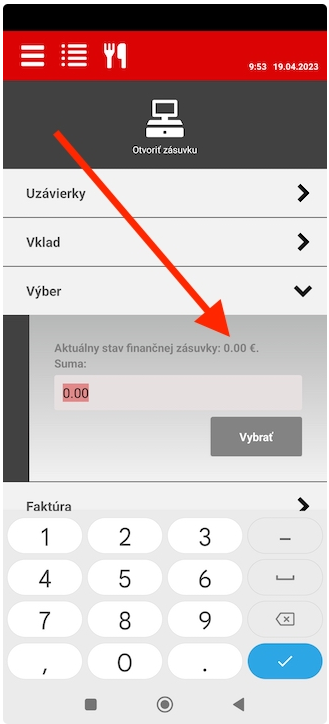 9:53 19.04.2023
Otvoriť zásuvku
Uzávierky
Vklad
Výber
Aktuálny stav finančnej zásuvky: 0.00 €.
Suma:
0.00
Vybrať
Faktúra
1 2 3 –
4 5 6
7 8 9
, 0 .